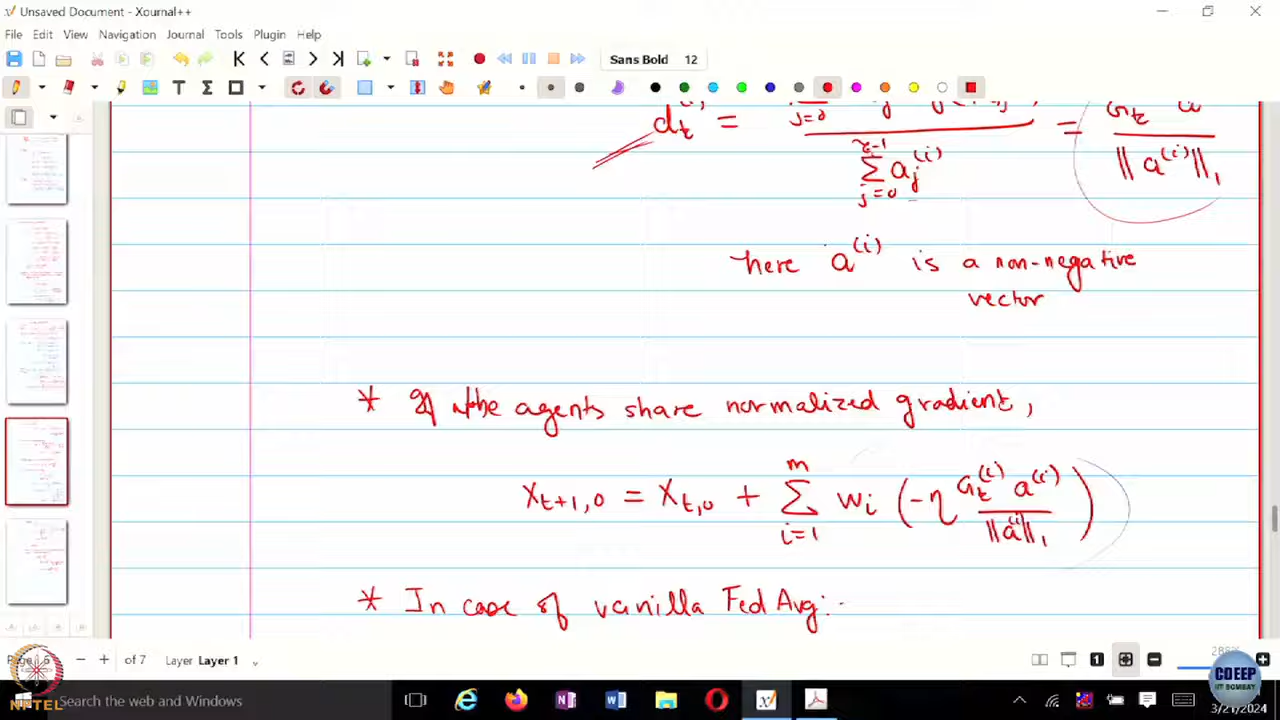 Unsaved Document - Xournal++
File Edit View Navigation Journal Tools Plugin Help
Sans Bold 12
d_t^(i) = / Σ_{j=0}^{τ-1} a_j^(i) = / ||a^(i)||_1
here a^(i) is a non-negative
vector
* If the agents share normalized gradient,
X_{t+1,0} = X_{t,0} + Σ_{i=1}^{m} w_i (-η G_t^(i) a^(i) / ||a^(i)||_1)
* In case of vanilla FedAvg:-
of 7 Layer Layer 1
NPTEL
Search the web and Windows
CDEEP
IIT BOMBAY
3/21/2024